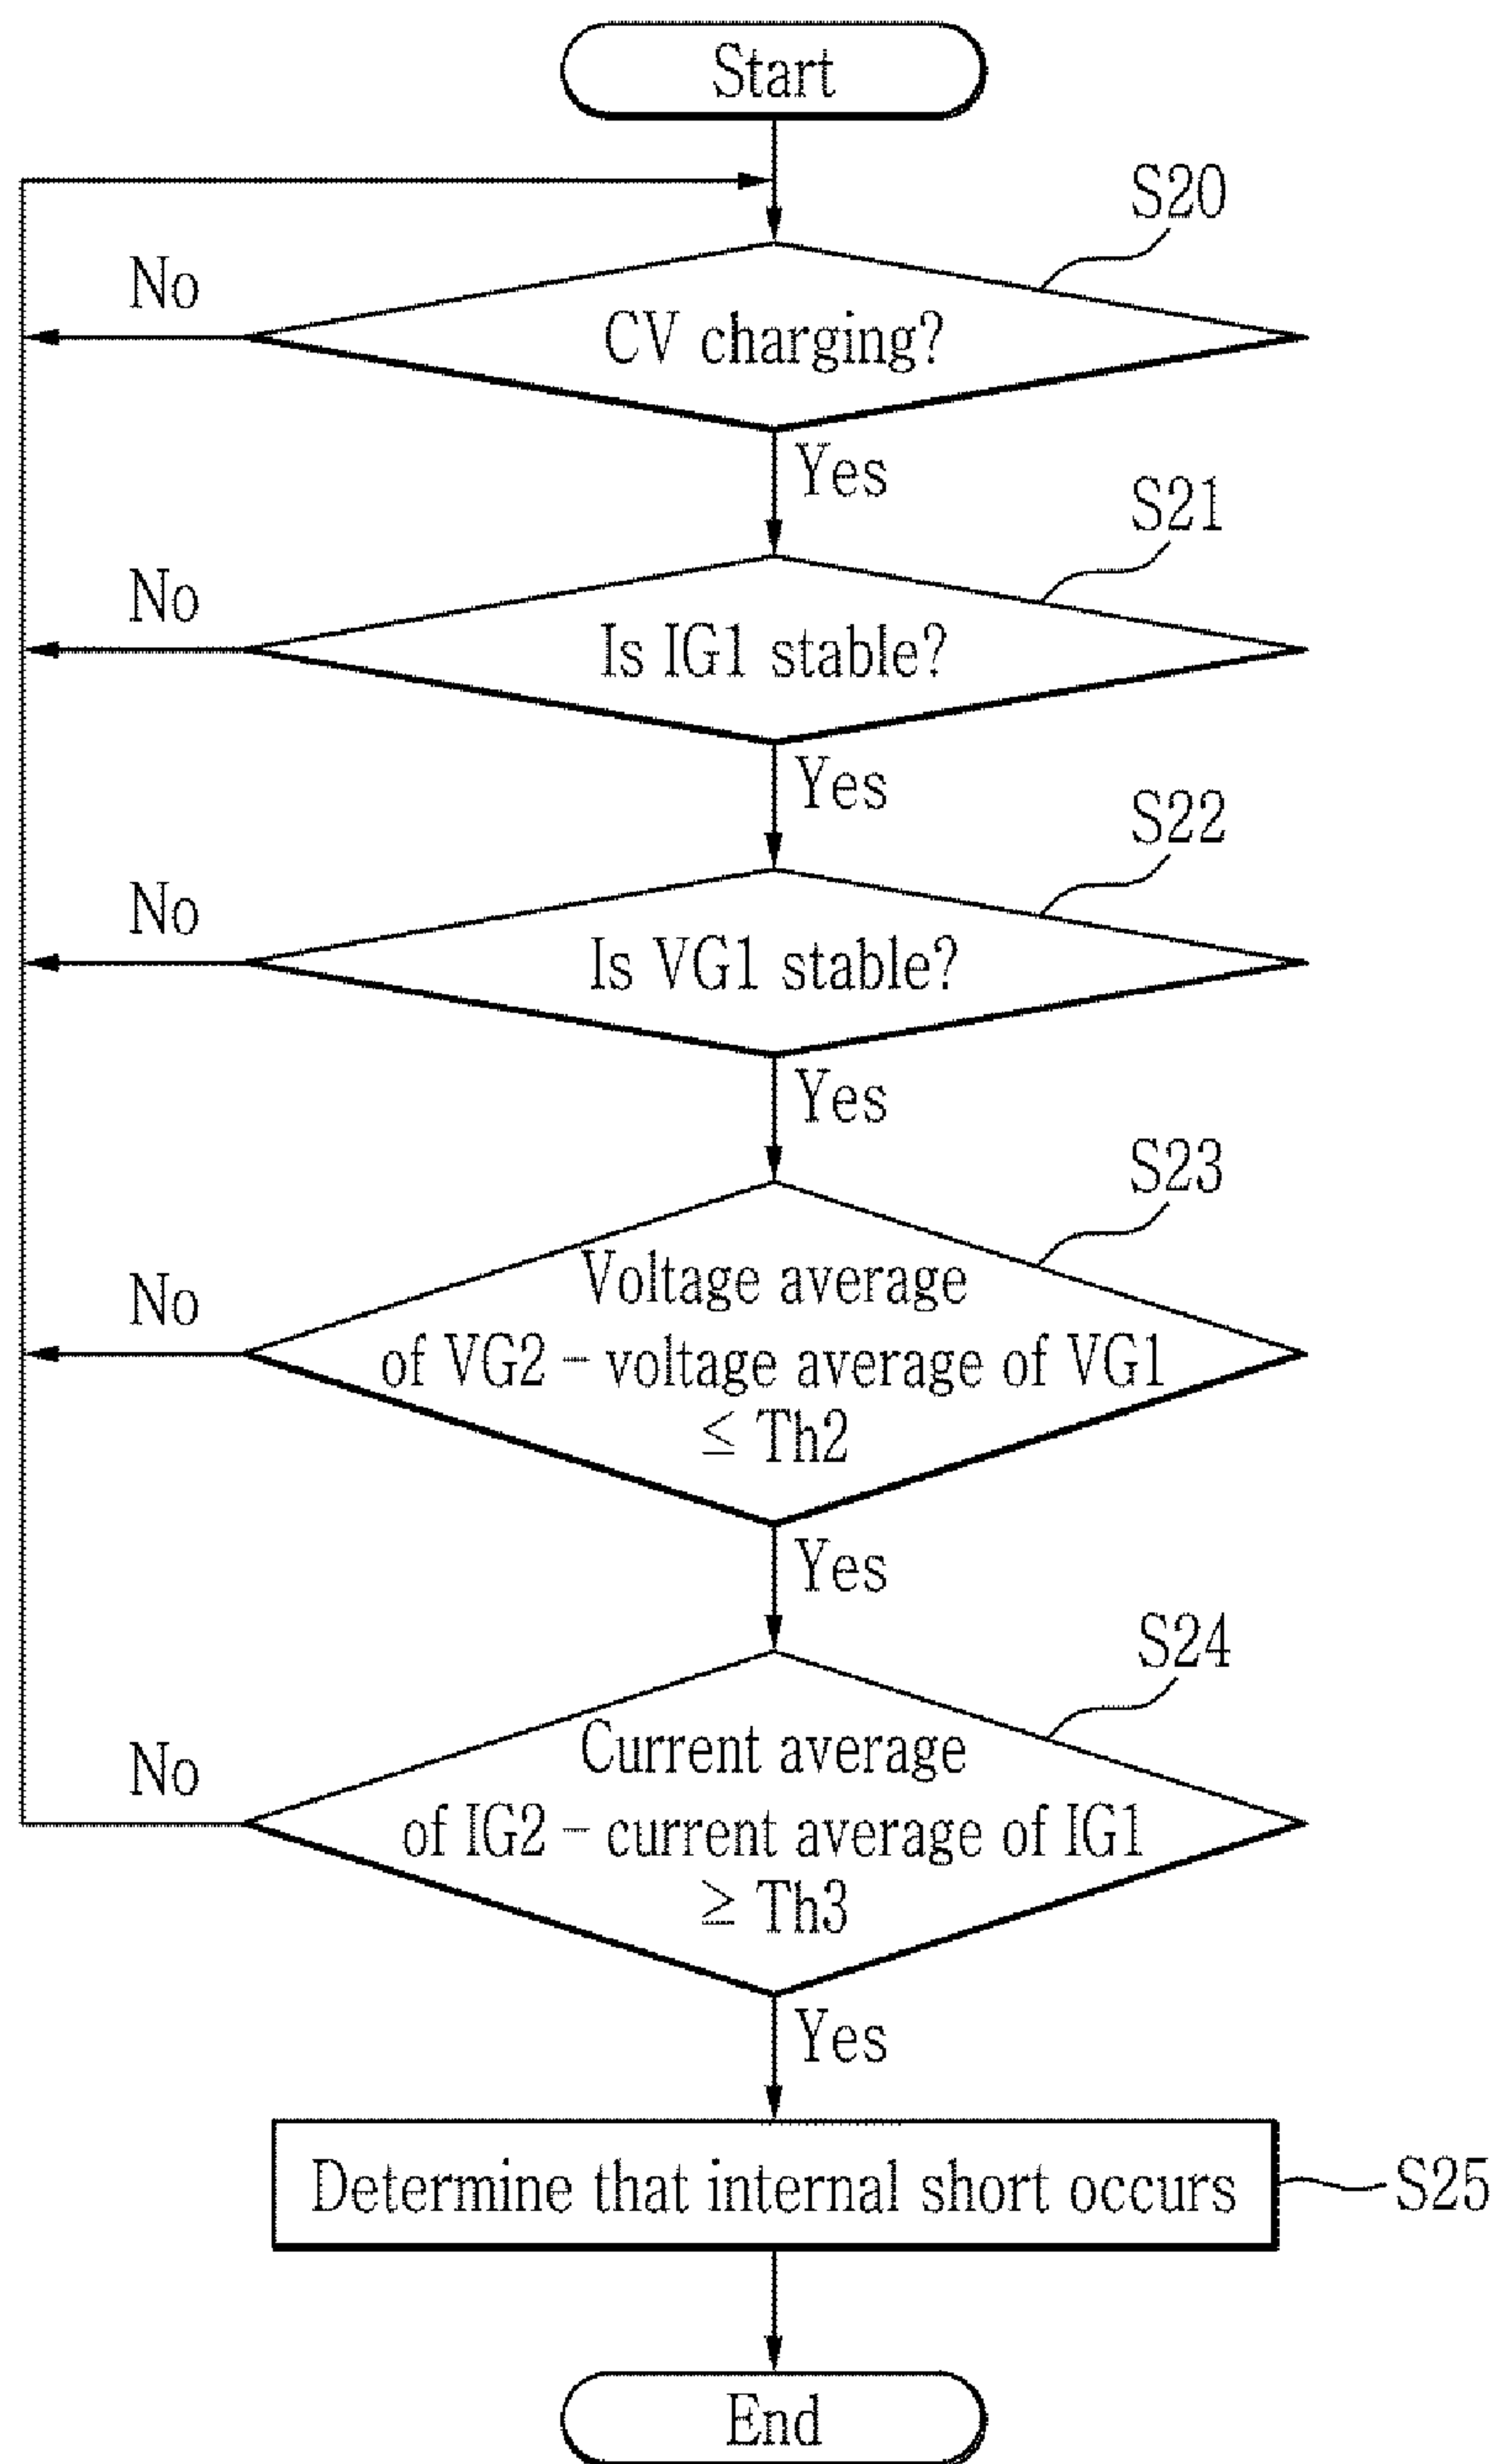 Start
S20
No
CV charging?
Yes
S21
No
Is IG1 stable?
Yes
S22
No
Is VG1 stable?
Yes
S23
No
Voltage average
of VG2 – voltage average of VG1
≤ Th2
Yes
S24
No
Current average
of IG2 – current average of IG1
≥ Th3
Yes
Determine that internal short occurs
S25
End